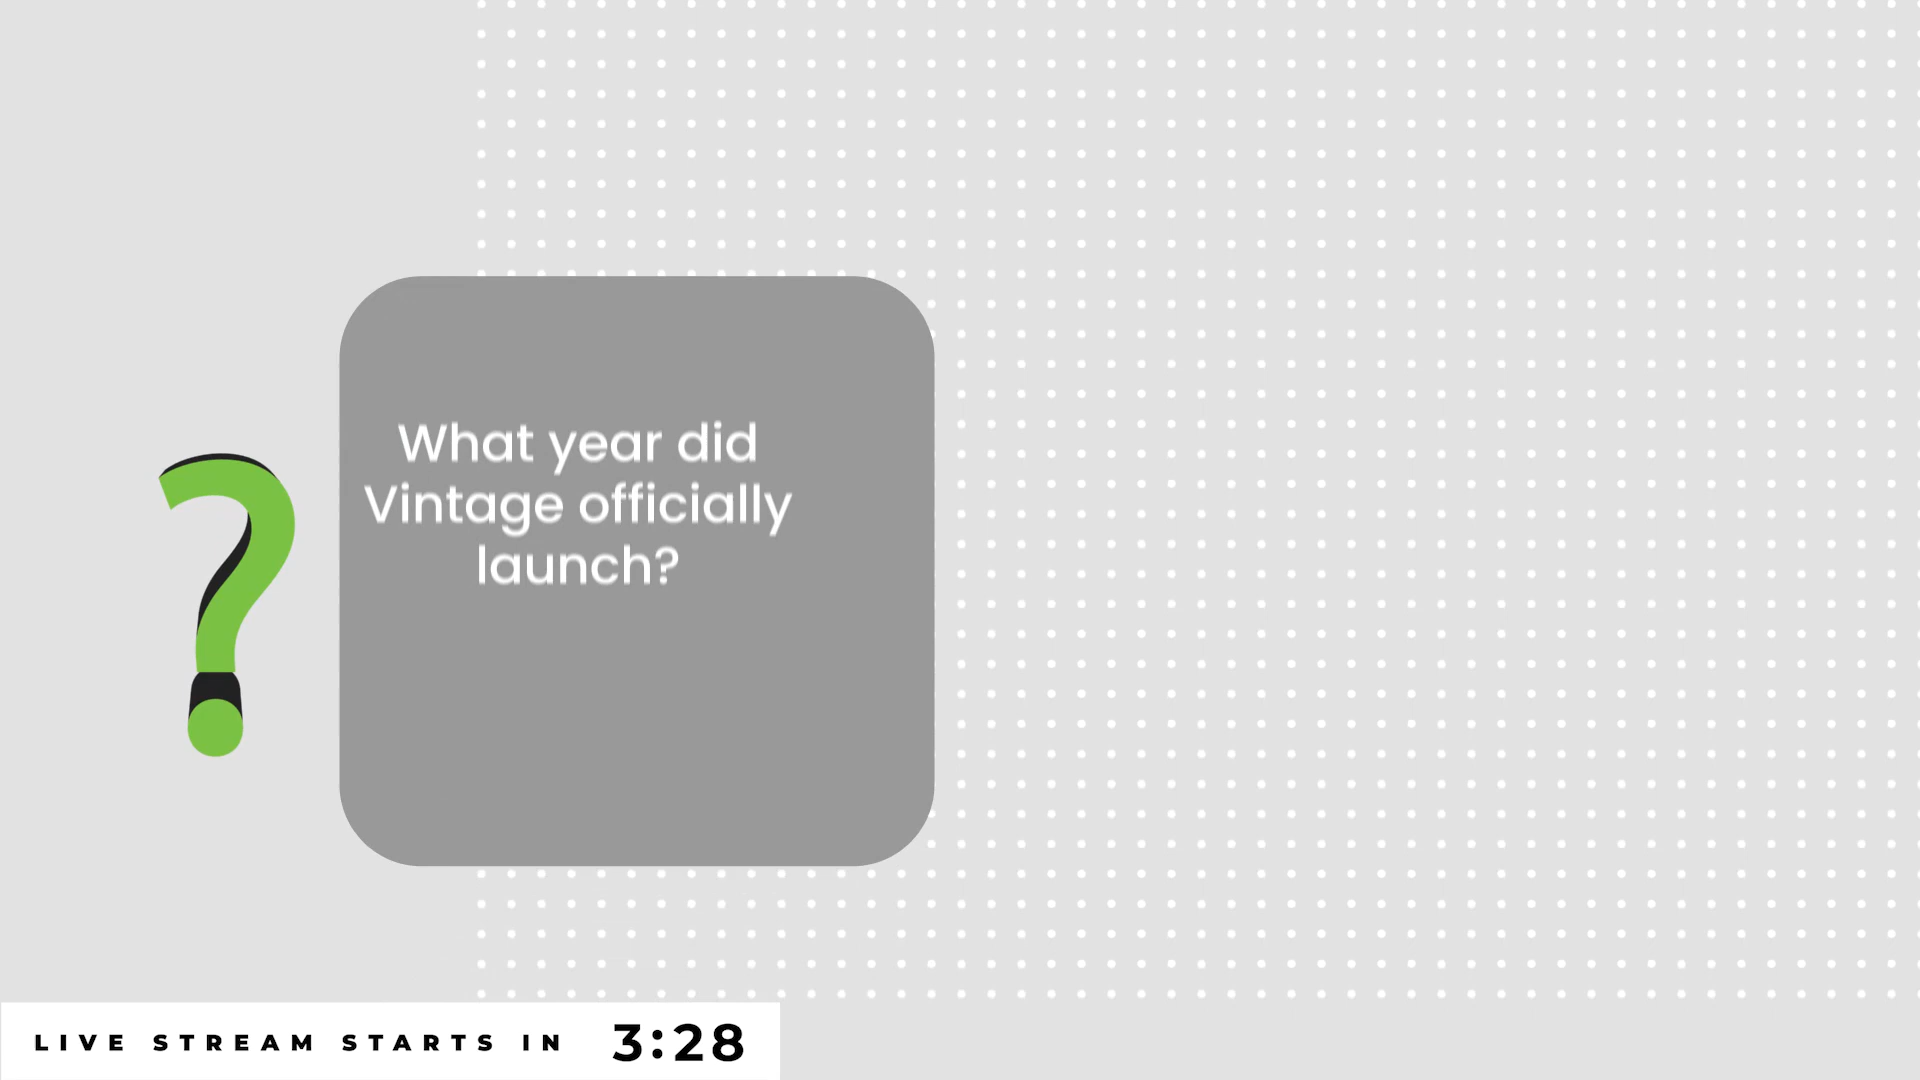 What year did
Vintage officially
launch?
LIVE STREAM STARTS IN 3:28